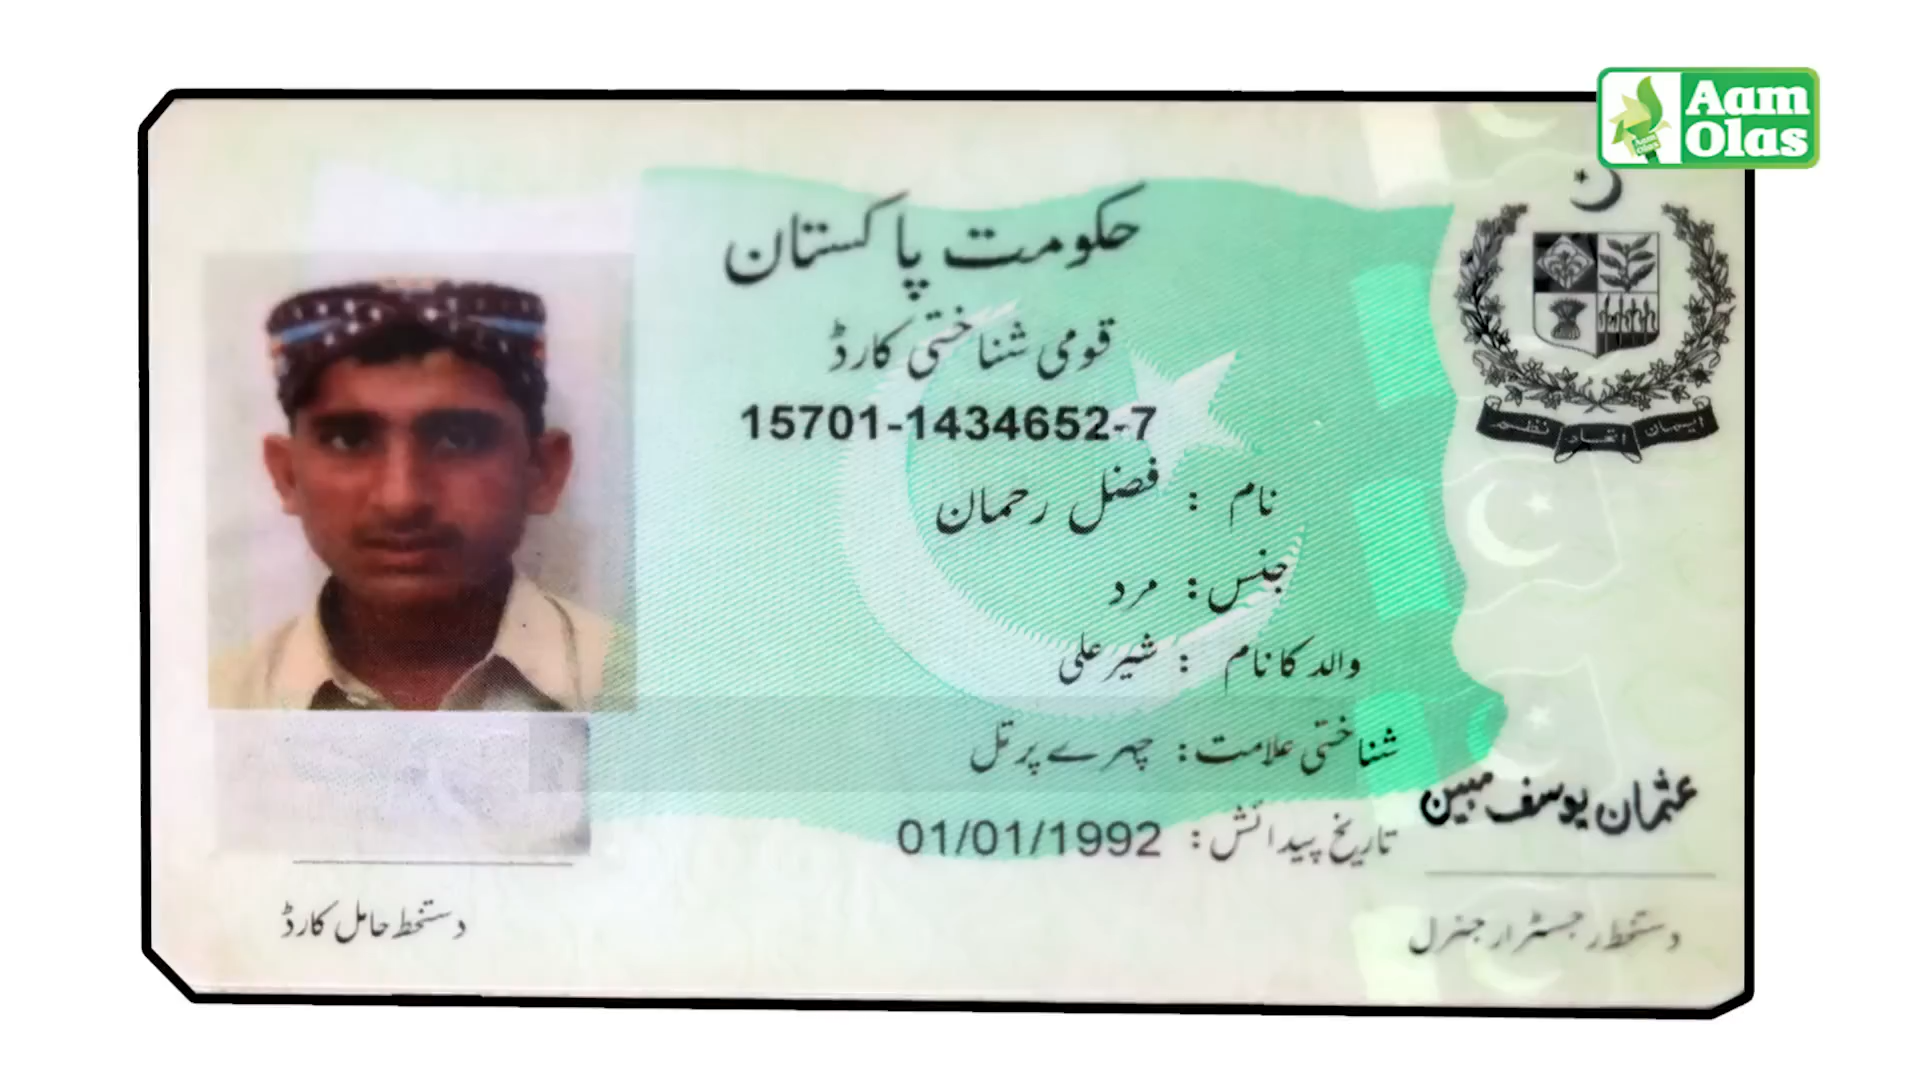 Aam
Olas
حکومت پاکستان
قومی شناختی کارڈ
15701-1434652-7
نام : فضل رحمان
جنس: مرد
والد کا نام : شیر علی
شناختی علامت: چہرے پر تل
تاریخ پیدائش: 01/01/1992
ایمان اتحاد نظم
عثمان یوسف مبین
دستخط حامل کارڈ
دستخط رجسٹرار جنرل